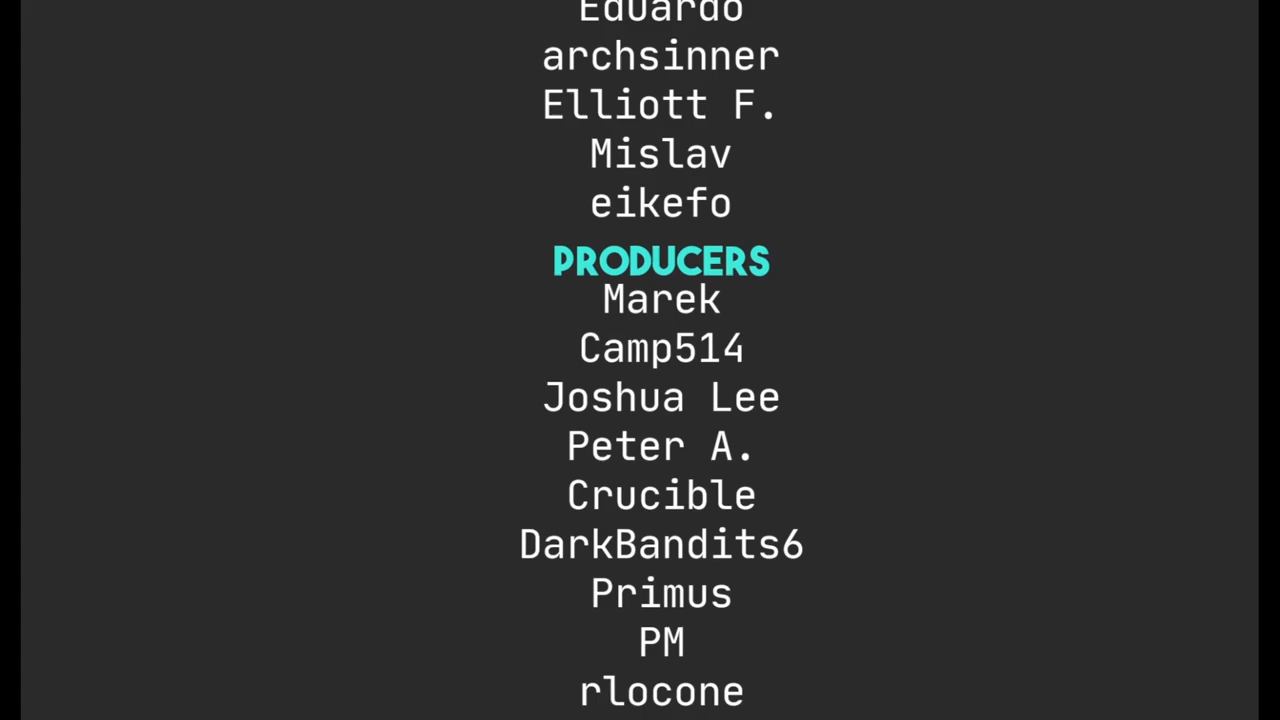 Eduardo
archsinner
Elliott F.
Mislav
eikefo
PRODUCERS
Marek
Camp514
Joshua Lee
Peter A.
Crucible
DarkBandits6
Primus
PM
rlocone